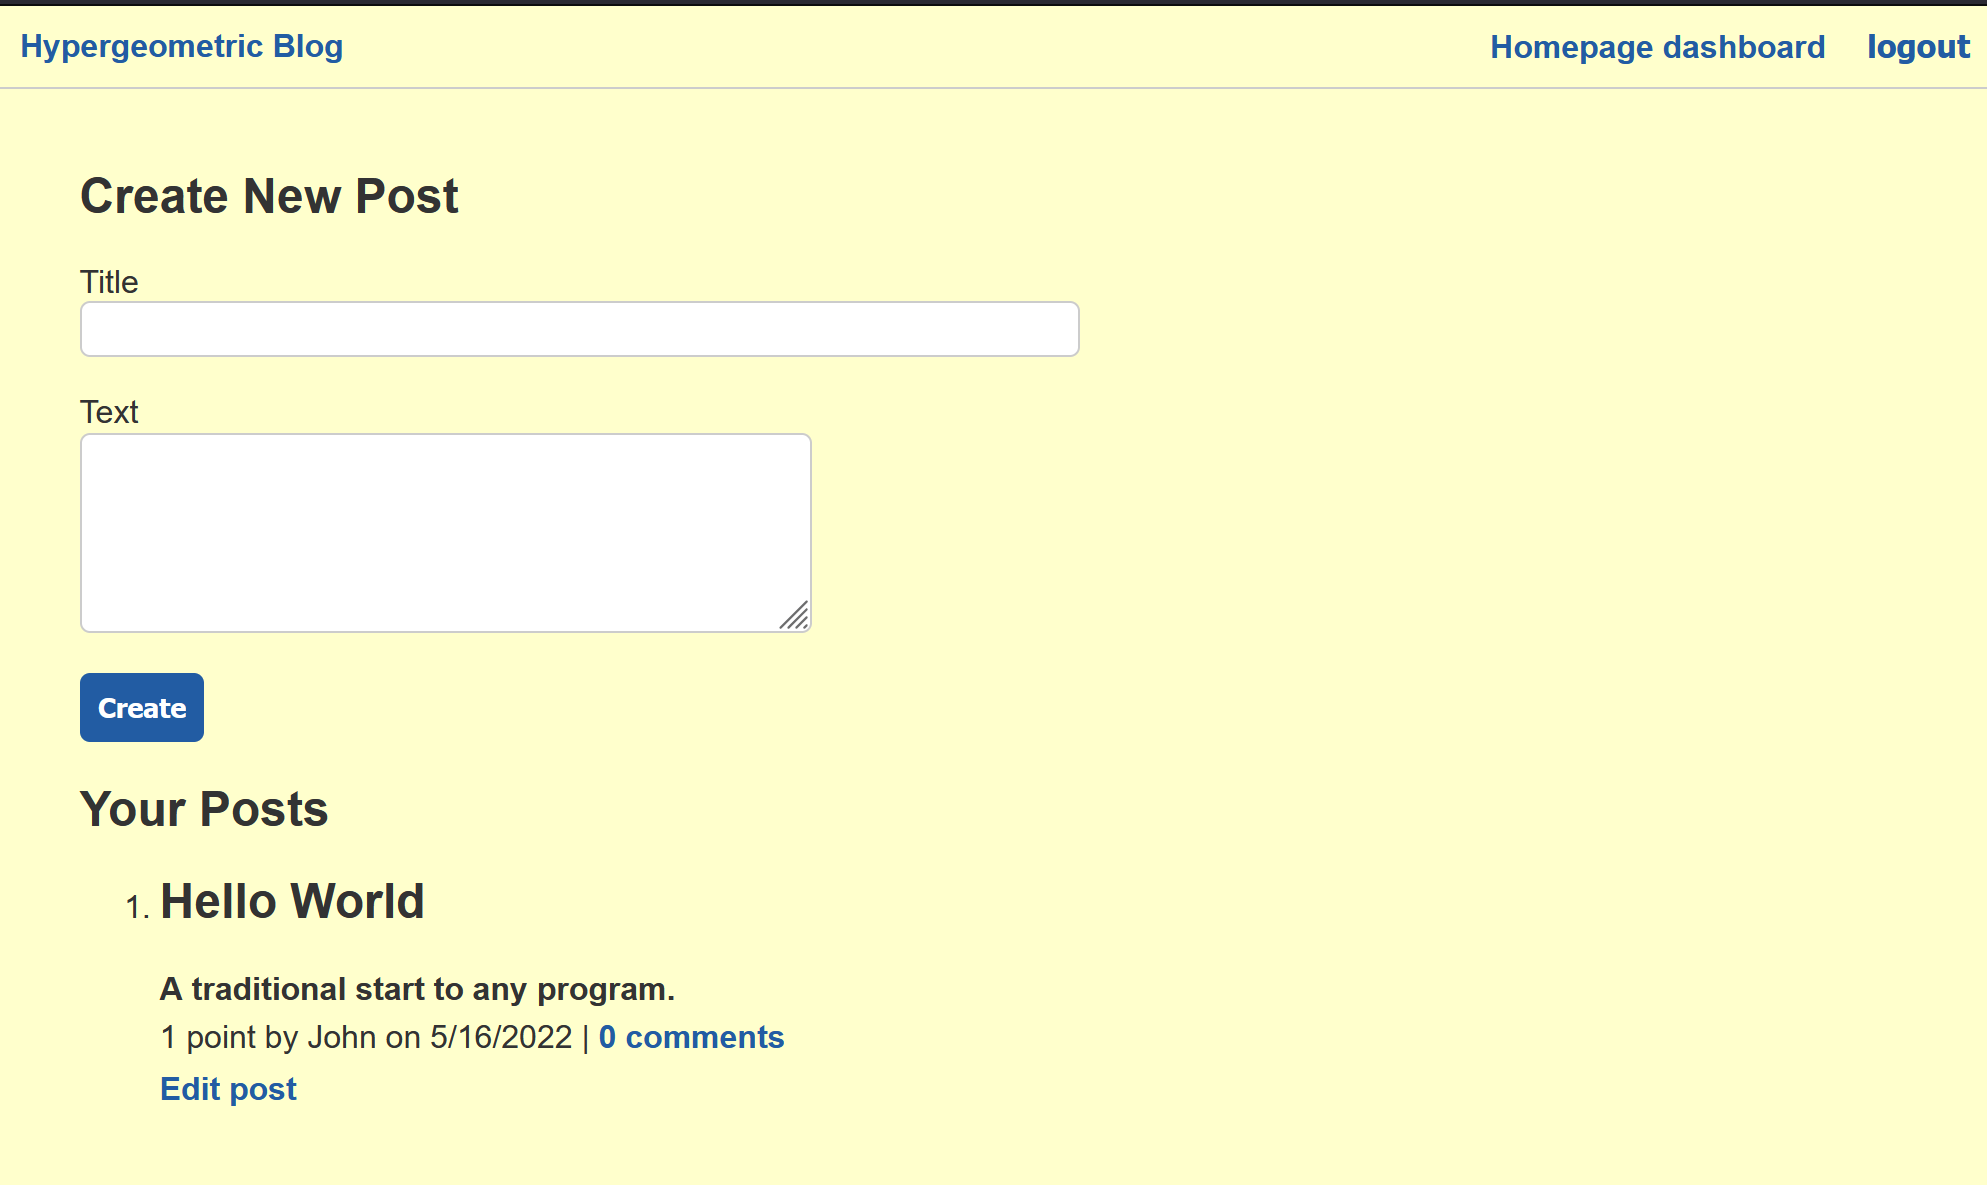 Hypergeometric Blog
Homepage dashboard logout
Create New Post
Title
Text
Create
Your Posts
1. Hello World
A traditional start to any program.
1 point by John on 5/16/2022 | 0 comments
Edit post